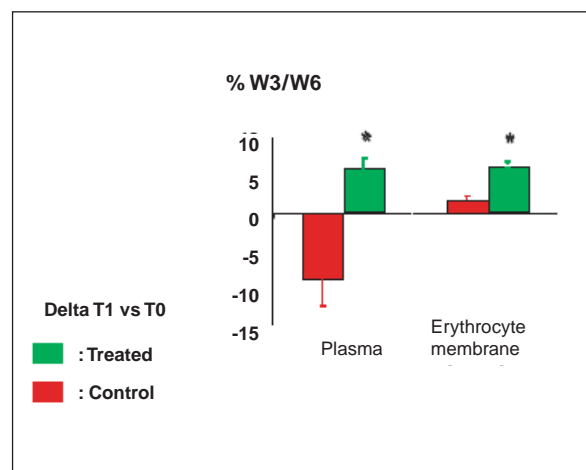 % W3/W6
10
5
0
-5
-10
-15
*
*
Plasma
Erythrocyte
membrane
Delta T1 vs T0
: Treated
: Control